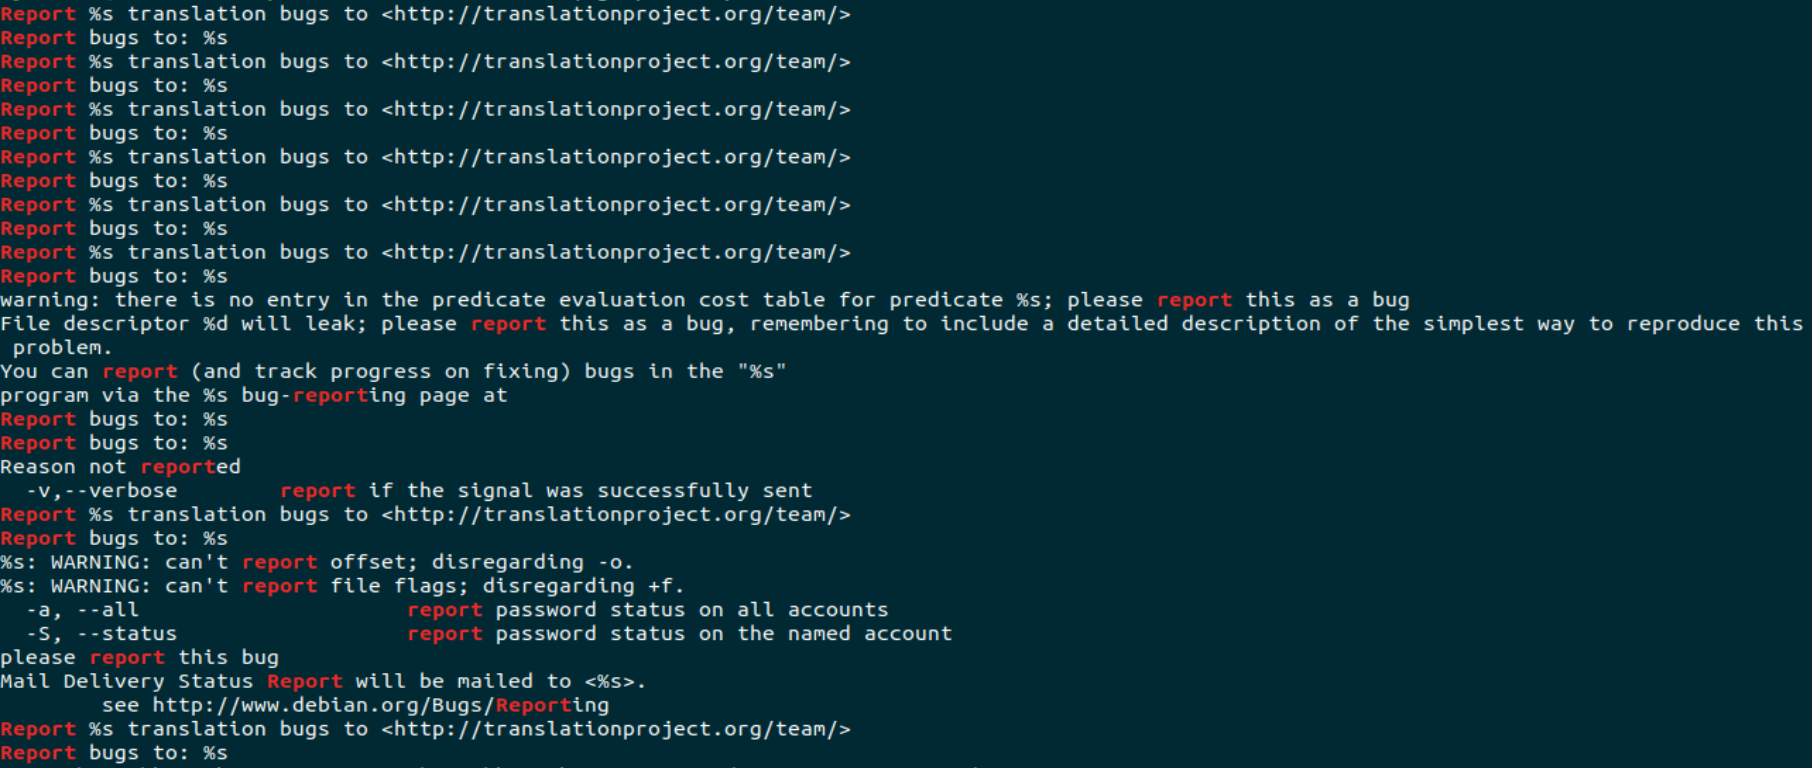 Report %s translation bugs to <http://translationproject.org/team/>
Report bugs to: %s
Report %s translation bugs to <http://translationproject.org/team/>
Report bugs to: %s
Report %s translation bugs to <http://translationproject.org/team/>
Report bugs to: %s
Report %s translation bugs to <http://translationproject.org/team/>
Report bugs to: %s
Report %s translation bugs to <http://translationproject.org/team/>
Report bugs to: %s
Report %s translation bugs to <http://translationproject.org/team/>
Report bugs to: %s
warning: there is no entry in the predicate evaluation cost table for predicate %s; please report this as a bug
File descriptor %d will leak; please report this as a bug, remembering to include a detailed description of the simplest way to reproduce this
 problem.
You can report (and track progress on fixing) bugs in the "%s"
program via the %s bug-reporting page at
Report bugs to: %s
Report bugs to: %s
Reason not reported
  -v,--verbose        report if the signal was successfully sent
Report %s translation bugs to <http://translationproject.org/team/>
Report bugs to: %s
%s: WARNING: can't report offset; disregarding -o.
%s: WARNING: can't report file flags; disregarding +f.
  -a, --all                     report password status on all accounts
  -S, --status                  report password status on the named account
please report this bug
Mail Delivery Status Report will be mailed to <%s>.
        see http://www.debian.org/Bugs/Reporting
Report %s translation bugs to <http://translationproject.org/team/>
Report bugs to: %s